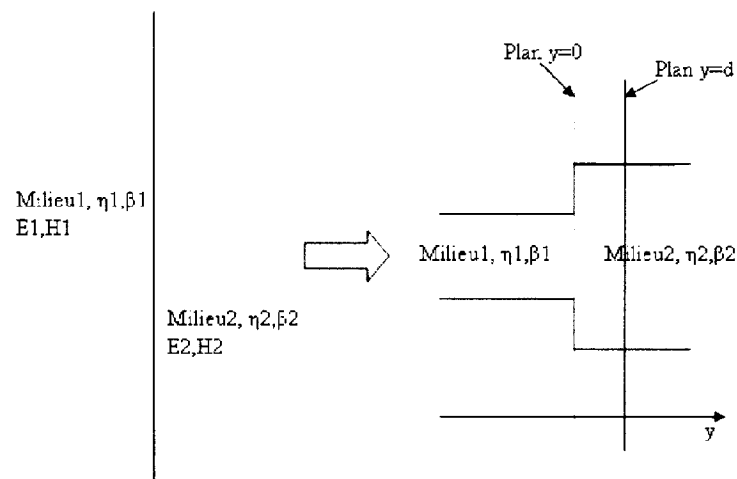 Plan y=0
Plan y=d
Milieu1, η1,β1
E1,H1
Milieu1, η1,β1
Milieu2, η2,β2
Milieu2, η2,β2
E2,H2
y